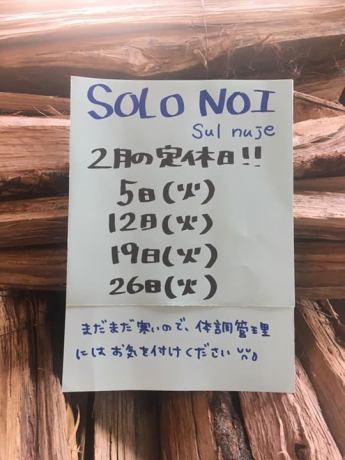 SOLO NOI
Sul nuje
2月の定休日!!
5日(火)
12日(火)
19日(火)
26日(火)
まだまだ寒いので、体調管理
にはお気を付けください